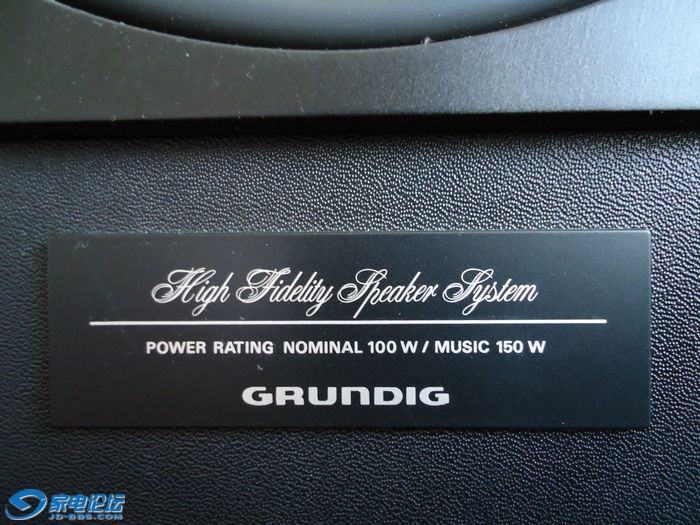 High Fidelity Speaker System
POWER RATING NOMINAL 100 W / MUSIC 150 W
GRUNDIG
家电论坛
JD-BBS.COM